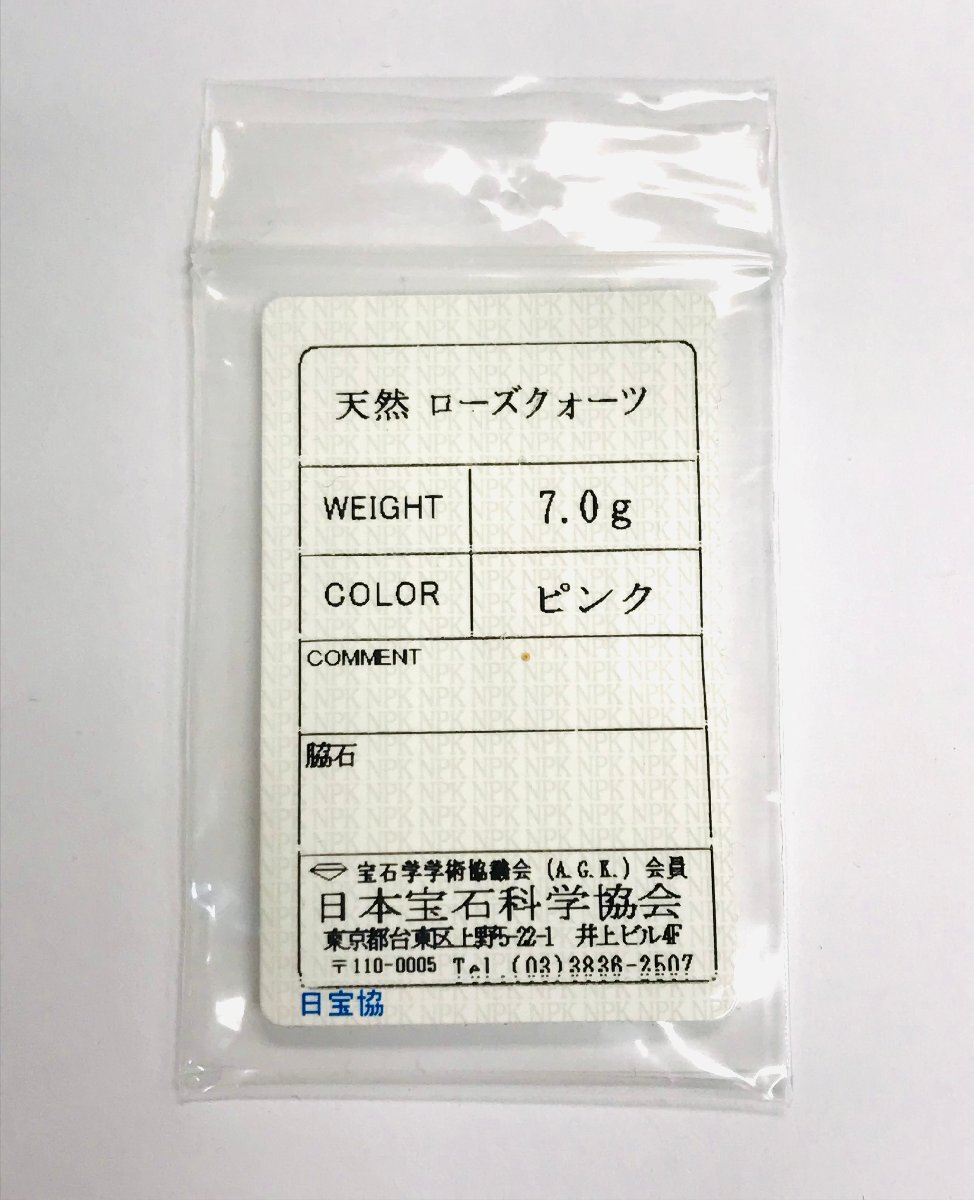 天然 ローズクォーツ
WEIGHT 7.0g
COLOR ピンク
COMMENT
脇石
宝石学学術協議会 (A.G.K.) 会員
日本宝石科学協会
東京都台東区上野5-22-1 井上ビル4F
〒110-0005 Tel.(03)3836-2507
日宝協